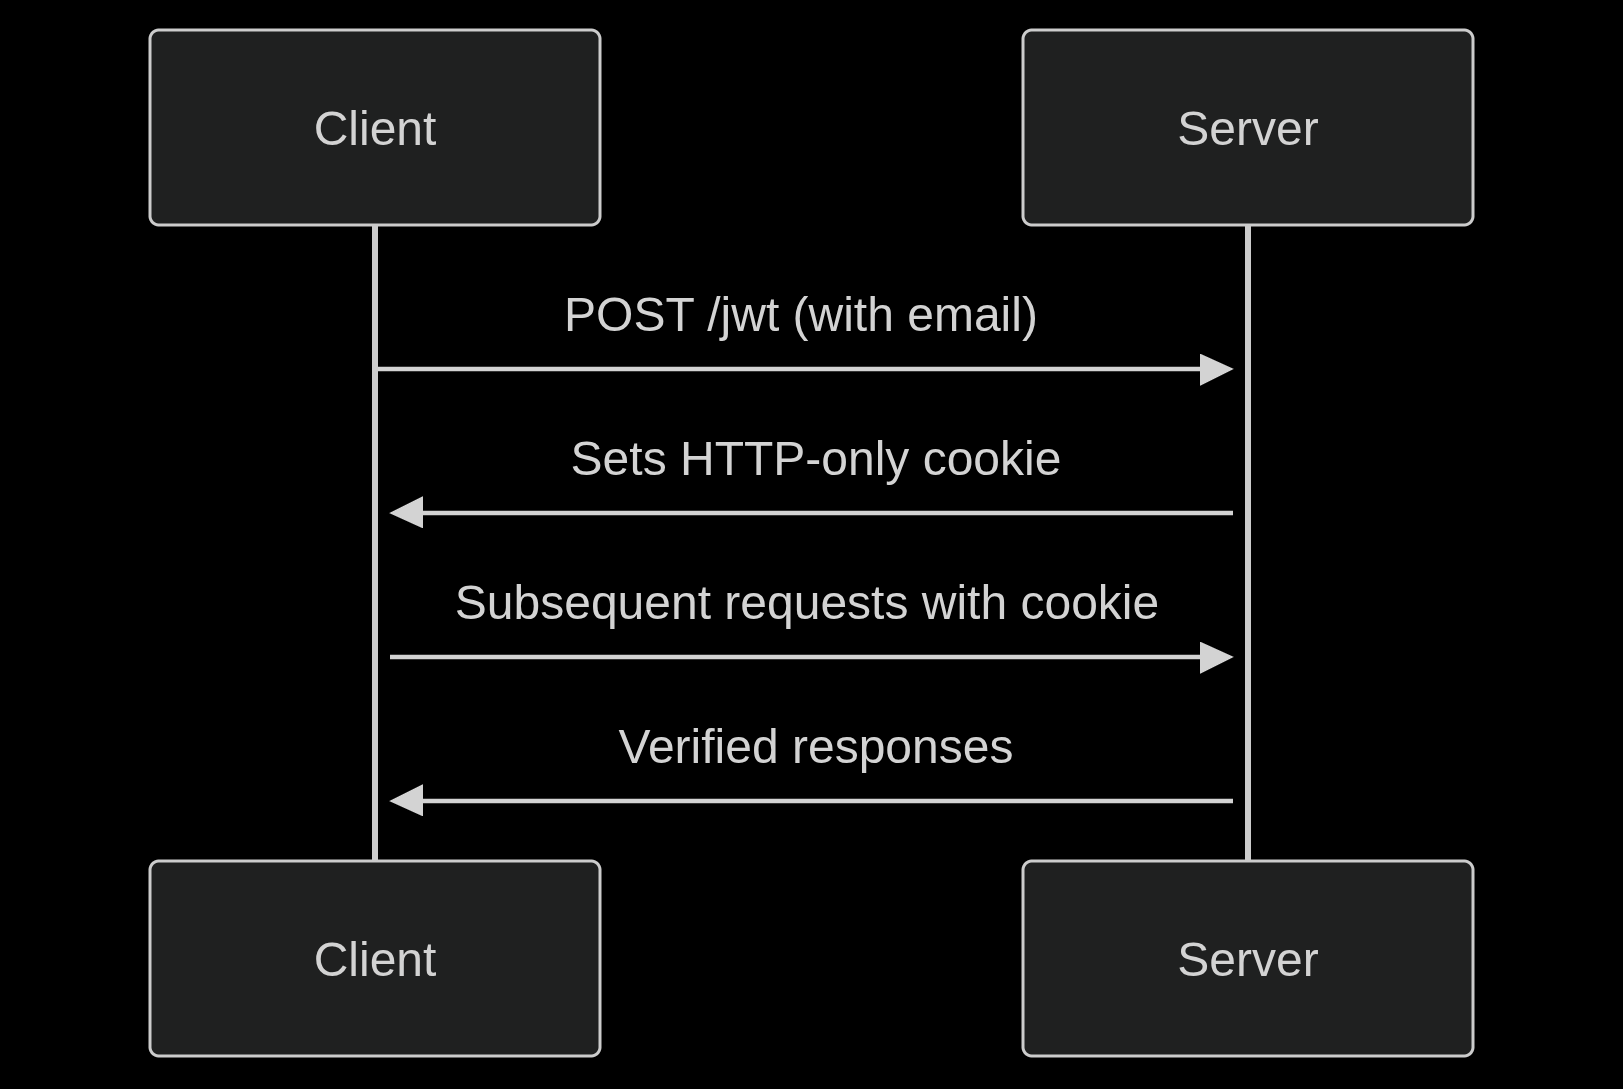 Client
Server
POST /jwt (with email)
Sets HTTP-only cookie
Subsequent requests with cookie
Verified responses
Client
Server